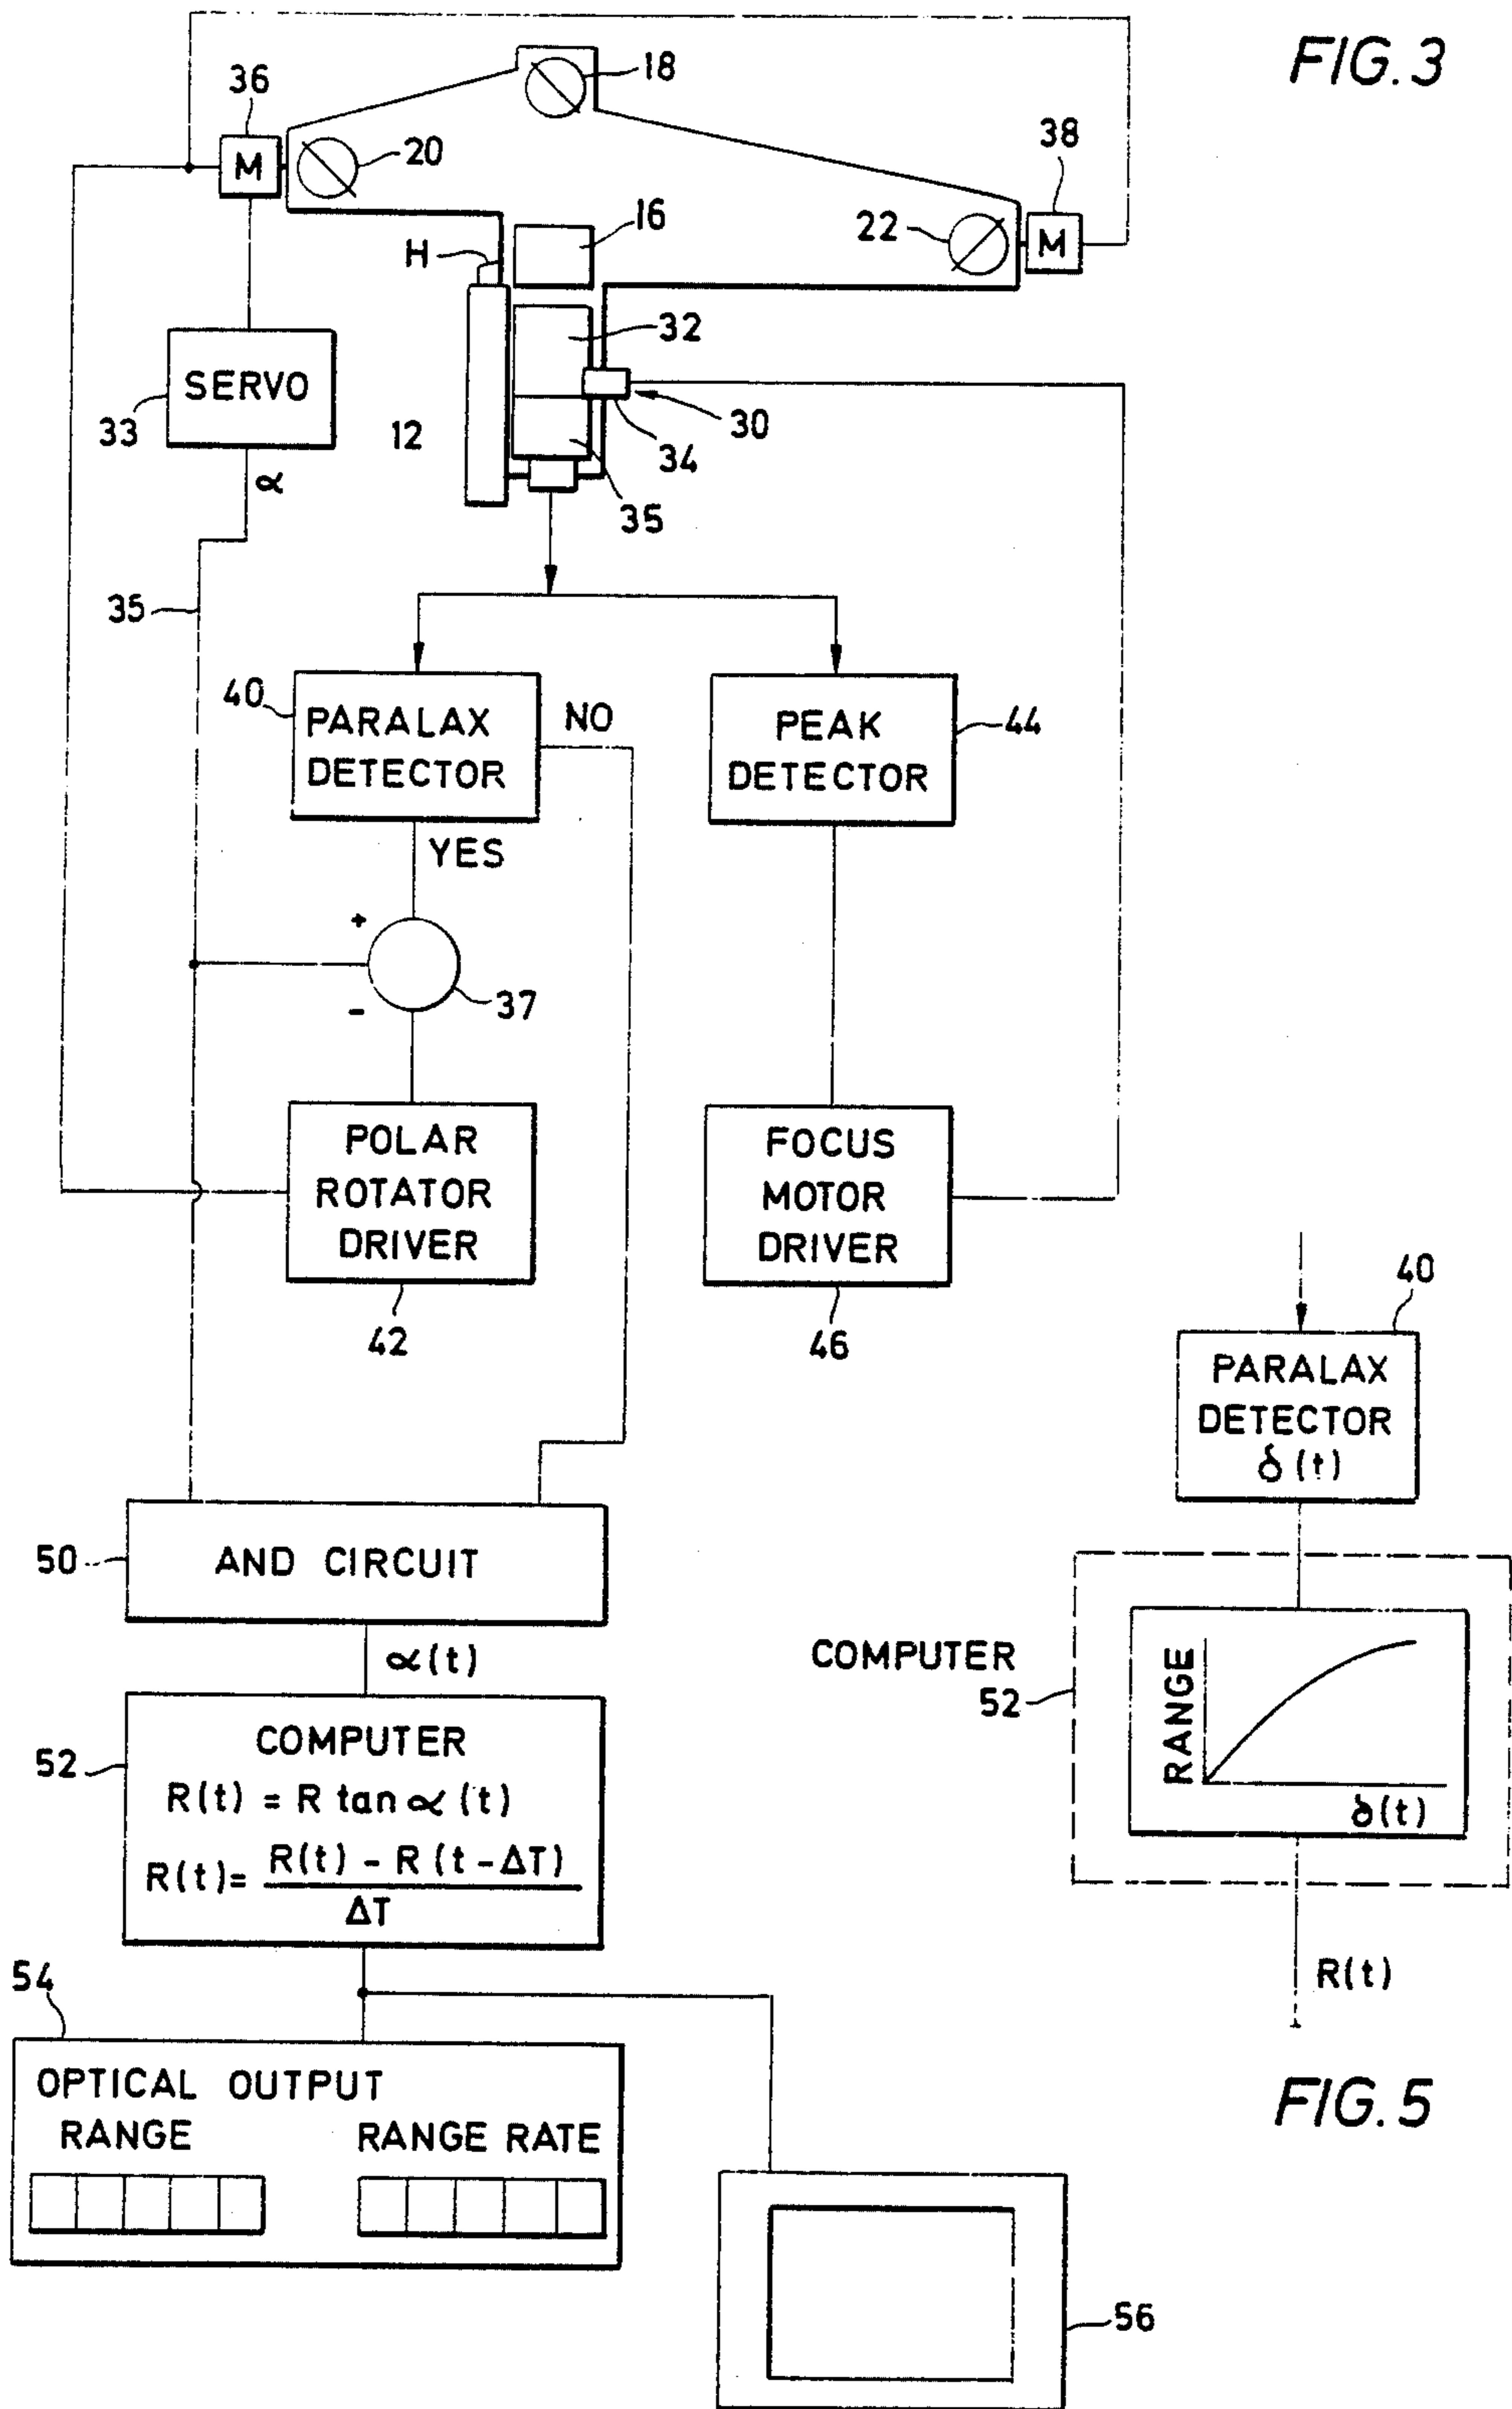 FIG. 3
36
18
M
20
38
16
22
M
H
32
SERVO
33
12
30
34
α
35
35
40
PARALAX
DETECTOR
NO
PEAK
DETECTOR
44
YES
+
-
37
POLAR
ROTATOR
DRIVER
FOCUS
MOTOR
DRIVER
42
46
40
PARALAX
DETECTOR
δ(t)
50
AND CIRCUIT
α(t)
COMPUTER
52
RANGE
δ(t)
52
COMPUTER
R(t) = R tan α (t)
R(t) = R(t) - R (t-ΔT)
ΔT
R(t)
54
FIG. 5
OPTICAL OUTPUT
RANGE
RANGE RATE
56